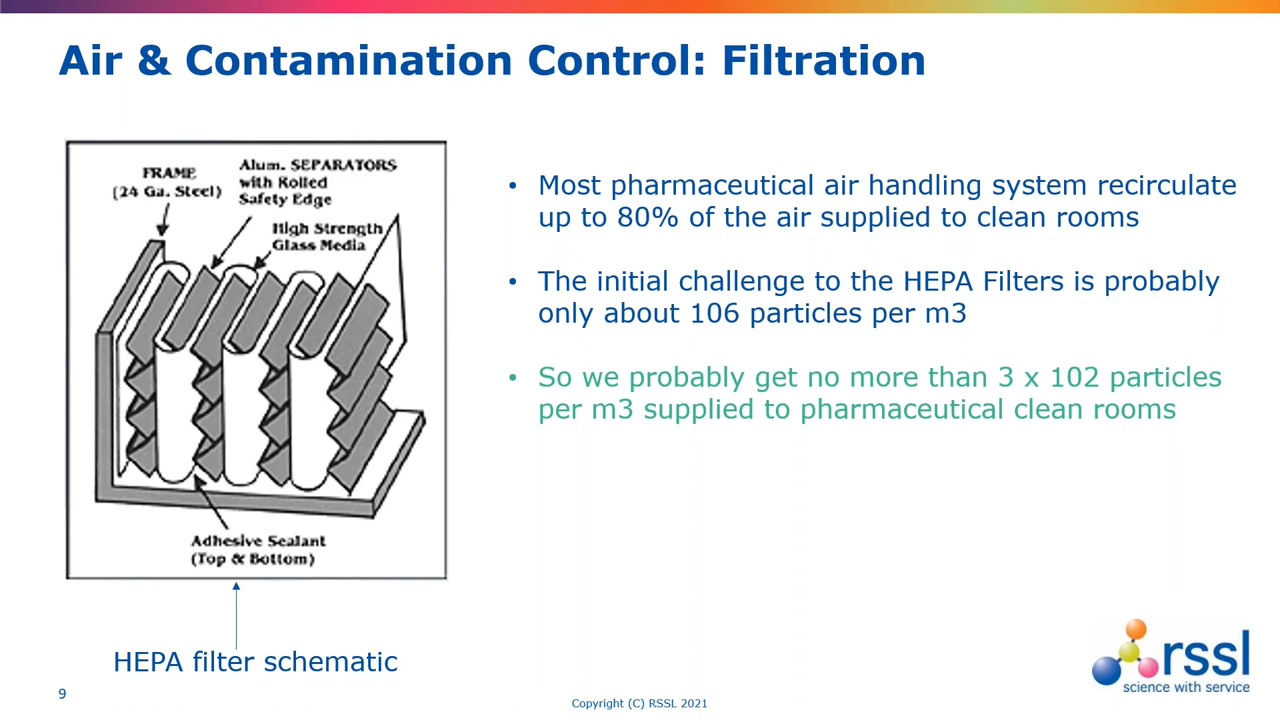 Air & Contamination Control: Filtration
FRAME
(24 Ga. Steel)
Alum. SEPARATORS
with Rolled
Safety Edge
High Strength
Glass Media
Adhesive Sealant
(Top & Bottom)
HEPA filter schematic
• Most pharmaceutical air handling system recirculate
up to 80% of the air supplied to clean rooms
• The initial challenge to the HEPA Filters is probably
only about 106 particles per m3
• So we probably get no more than 3 x 102 particles
per m3 supplied to pharmaceutical clean rooms
rssl
science with service
9
Copyright (C) RSSL 2021